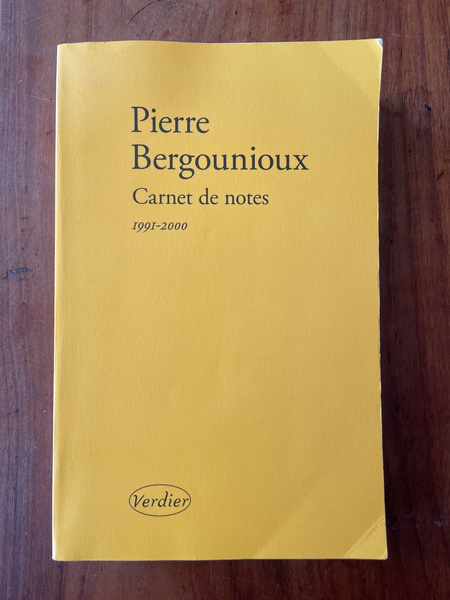 Pierre
Bergounioux
Carnet de notes
1991-2000
Verdier